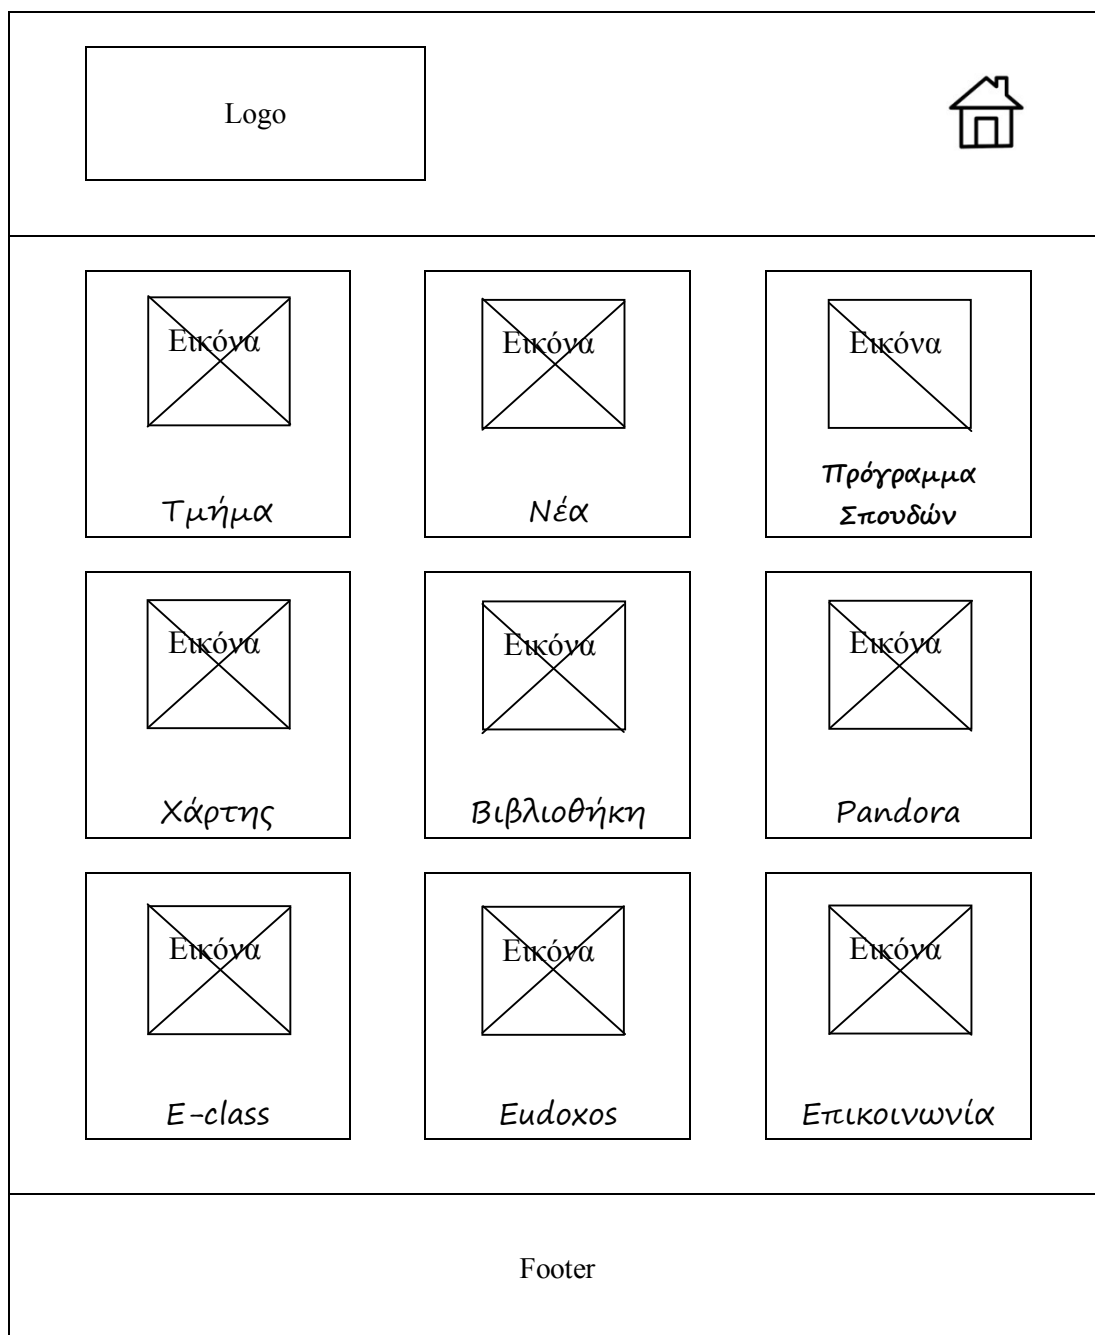 Logo
Εικόνα
Εικόνα
Εικόνα
Τμήμα
Νέα
Πρόγραμμα
Σπουδών
Εικόνα
Εικόνα
Εικόνα
Χάρτης
Βιβλιοθήκη
Pandora
Εικόνα
Εικόνα
Εικόνα
E-class
Eudoxos
Επικοινωνία
Footer